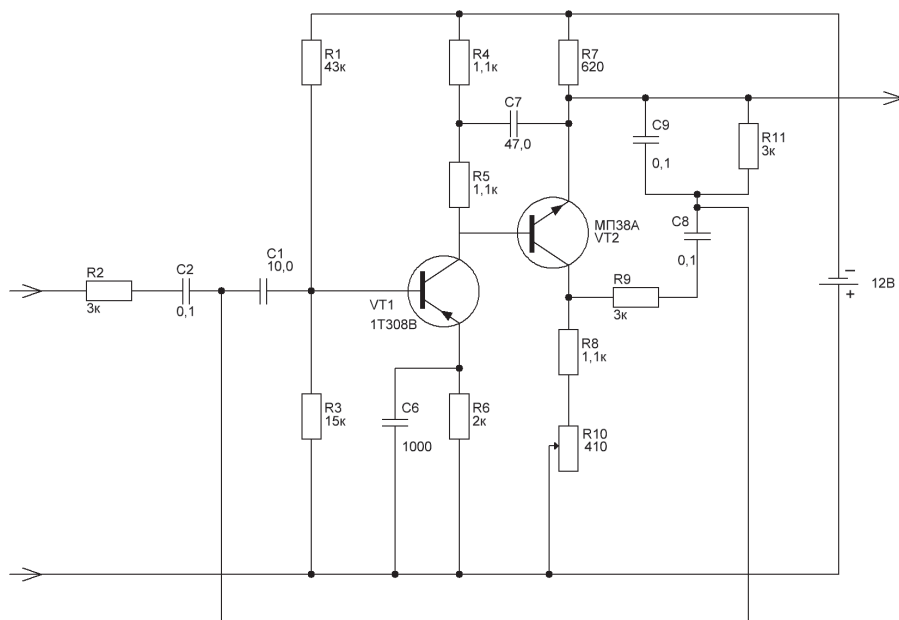 R1
43к
R4
1,1к
R7
620
C7
47,0
C9
0,1
R11
3к
R5
1,1к
МП38А
VT2
C8
0,1
R2
3к
C2
0,1
C1
10,0
VT1
1Т308В
R9
3к
12В
R8
1,1к
R3
15к
C6
1000
R6
2к
R10
410